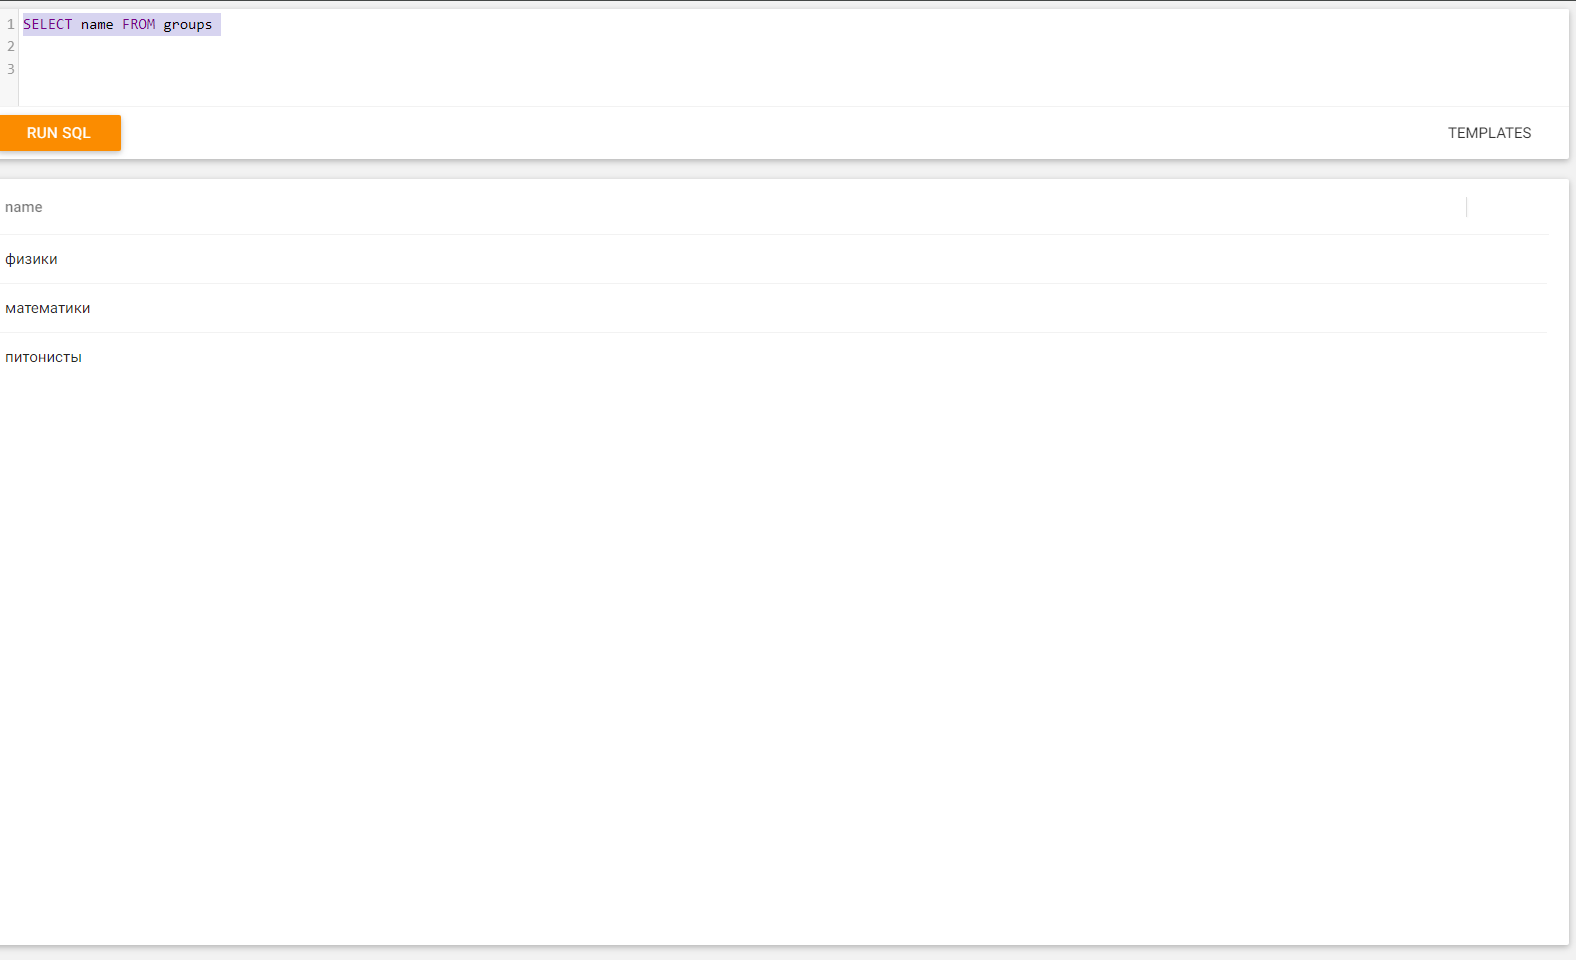 1 SELECT name FROM groups
2
3
RUN SQL
TEMPLATES
name
физики
математики
питонисты